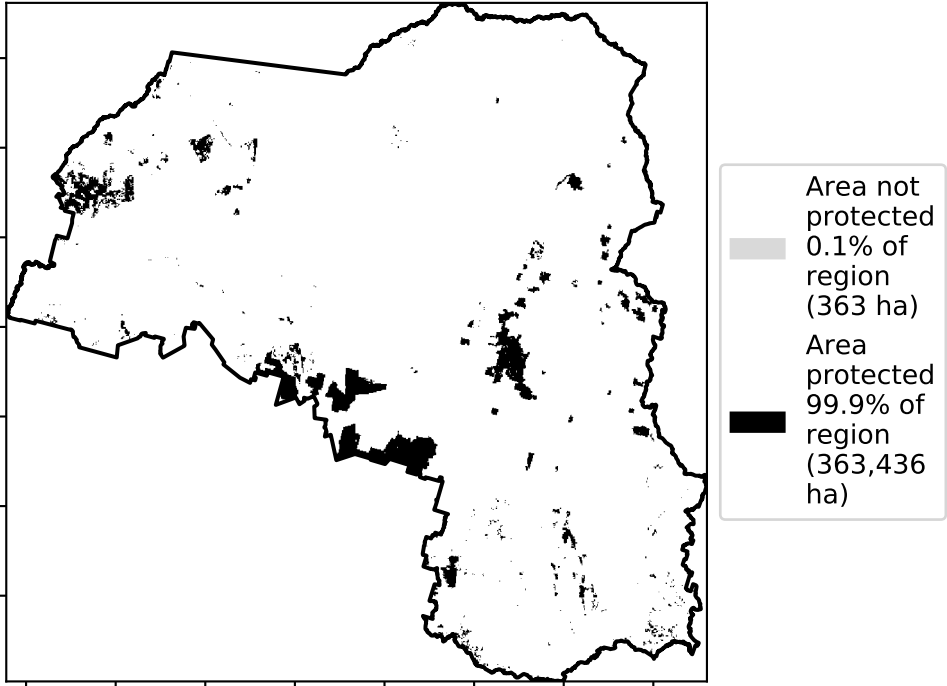 Area not
protected
0.1% of
region
(363 ha)
Area
protected
99.9% of
region
(363,436
ha)